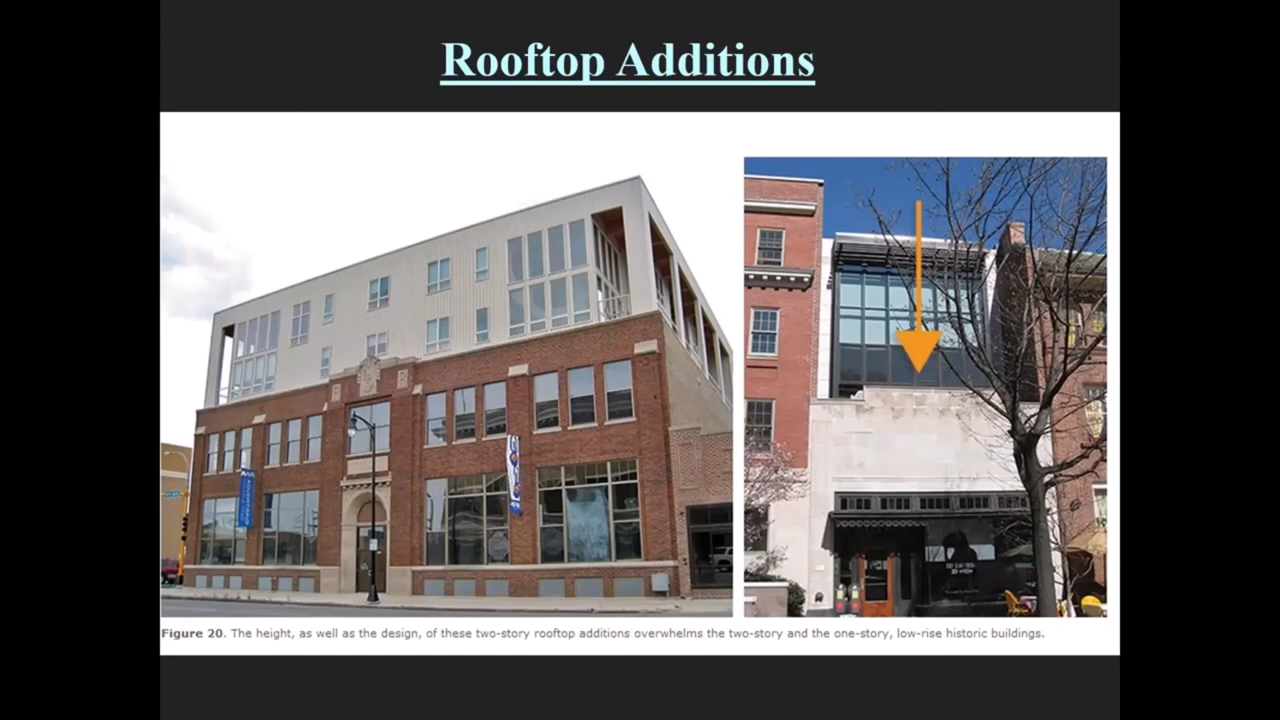 Rooftop Additions
Figure 20. The height, as well as the design, of these two-story rooftop additions overwhelms the two-story and the one-story, low-rise historic buildings.